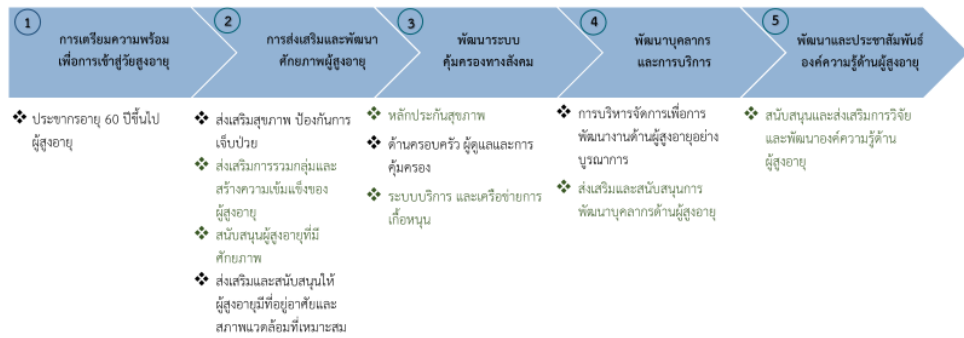 1
การเตรียมความพร้อม
เพื่อการเข้าสู่วัยสูงอายุ
❖ ประชากรอายุ 60 ปีขึ้นไป
ผู้สูงอายุ
2
การส่งเสริมและพัฒนา
ศักยภาพผู้สูงอายุ
❖ ส่งเสริมสุขภาพ ป้องกันการ
เจ็บป่วย
❖ ส่งเสริมการรวมกลุ่มและ
สร้างความเข้มแข็งของ
ผู้สูงอายุ
❖ สนับสนุนผู้สูงอายุที่มี
ศักยภาพ
❖ ส่งเสริมและสนับสนุนให้
ผู้สูงอายุมีที่อยู่อาศัยและ
สภาพแวดล้อมที่เหมาะสม
3
พัฒนาระบบ
คุ้มครองทางสังคม
❖ หลักประกันสุขภาพ
❖ ด้านครอบครัว ผู้ดูแลและการ
คุ้มครอง
❖ ระบบบริการ และเครือข่ายการ
เกื้อหนุน
4
พัฒนาบุคลากร
และการบริการ
❖ การบริหารจัดการเพื่อการ
พัฒนางานด้านผู้สูงอายุอย่าง
บูรณาการ
❖ ส่งเสริมและสนับสนุนการ
พัฒนาบุคลากรด้านผู้สูงอายุ
5
พัฒนาและประชาสัมพันธ์
องค์ความรู้ด้านผู้สูงอายุ
❖ สนับสนุนและส่งเสริมการวิจัย
และพัฒนาองค์ความรู้ด้าน
ผู้สูงอายุ